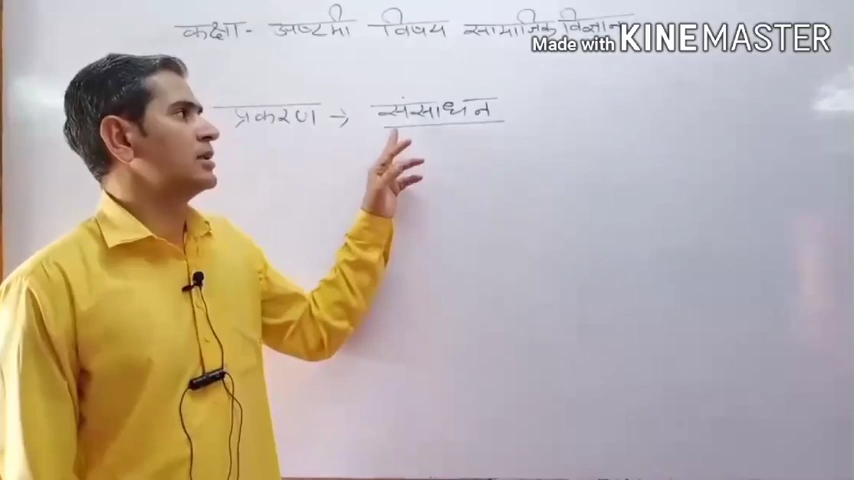 कक्षा- अष्टमी विषय सामाजिक विज्ञान
Made with KINEMASTER
प्रकरण → संसाधन